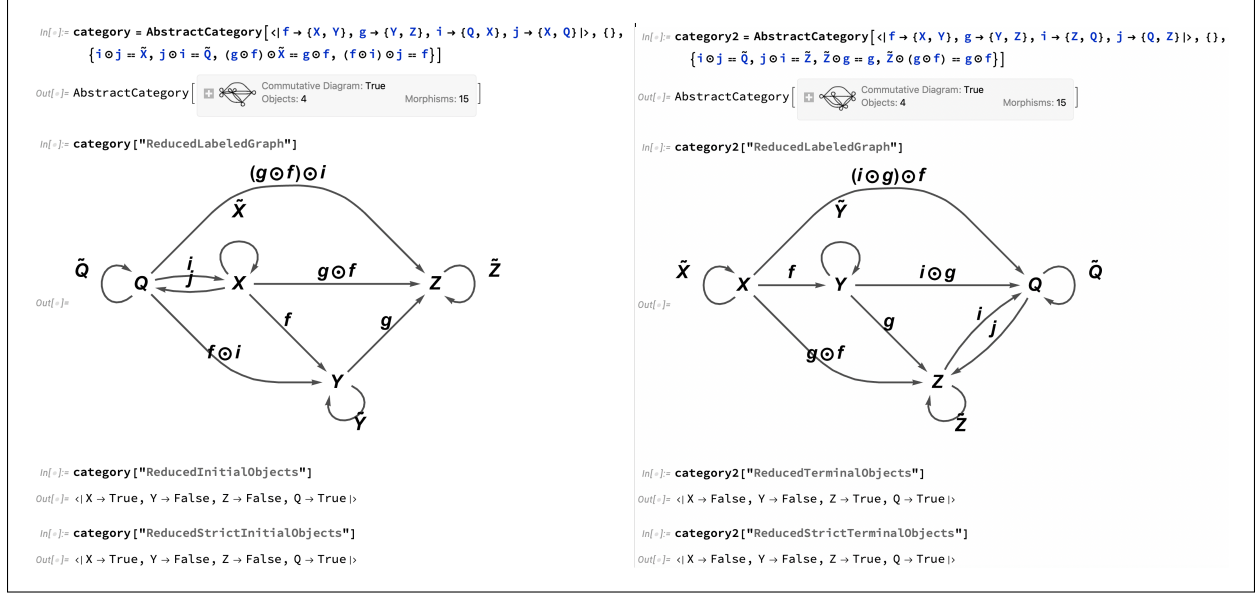 In[◦]:= category = AbstractCategory[<|f → {X, Y}, g → {Y, Z}, i → {Q, X}, j → {X, Q}|>, {},
{i⊙j == X̃, j⊙i == Q̃, (g⊙f)⊙X̃ == g⊙f, (f⊙i)⊙j == f}]
Out[◦]= AbstractCategory[ Commutative Diagram: True
Objects: 4 Morphisms: 15 ]
In[◦]:= category["ReducedLabeledGraph"]
(g⊙f)⊙i
X̃
Q̃
i
j
Q
X
g⊙f
Z
Z̃
Out[◦]=
f
g
f⊙i
Y
Ỹ
In[◦]:= category["ReducedInitialObjects"]
Out[◦]= <|X → True, Y → False, Z → False, Q → True|>
In[◦]:= category["ReducedStrictInitialObjects"]
Out[◦]= <|X → True, Y → False, Z → False, Q → True|>
In[◦]:= category2 = AbstractCategory[<|f → {X, Y}, g → {Y, Z}, i → {Z, Q}, j → {Q, Z}|>, {},
{i⊙j == Q̃, j⊙i == Z̃, Z̃⊙g == g, Z̃⊙(g⊙f) == g⊙f}]
Out[◦]= AbstractCategory[ Commutative Diagram: True
Objects: 4 Morphisms: 15 ]
In[◦]:= category2["ReducedLabeledGraph"]
(i⊙g)⊙f
Ỹ
X̃
X
f
Y
i⊙g
Q
Q̃
Out[◦]=
g
i
j
g⊙f
Z
Z̃
In[◦]:= category2["ReducedTerminalObjects"]
Out[◦]= <|X → False, Y → False, Z → True, Q → True|>
In[◦]:= category2["ReducedStrictTerminalObjects"]
Out[◦]= <|X → False, Y → False, Z → True, Q → True|>